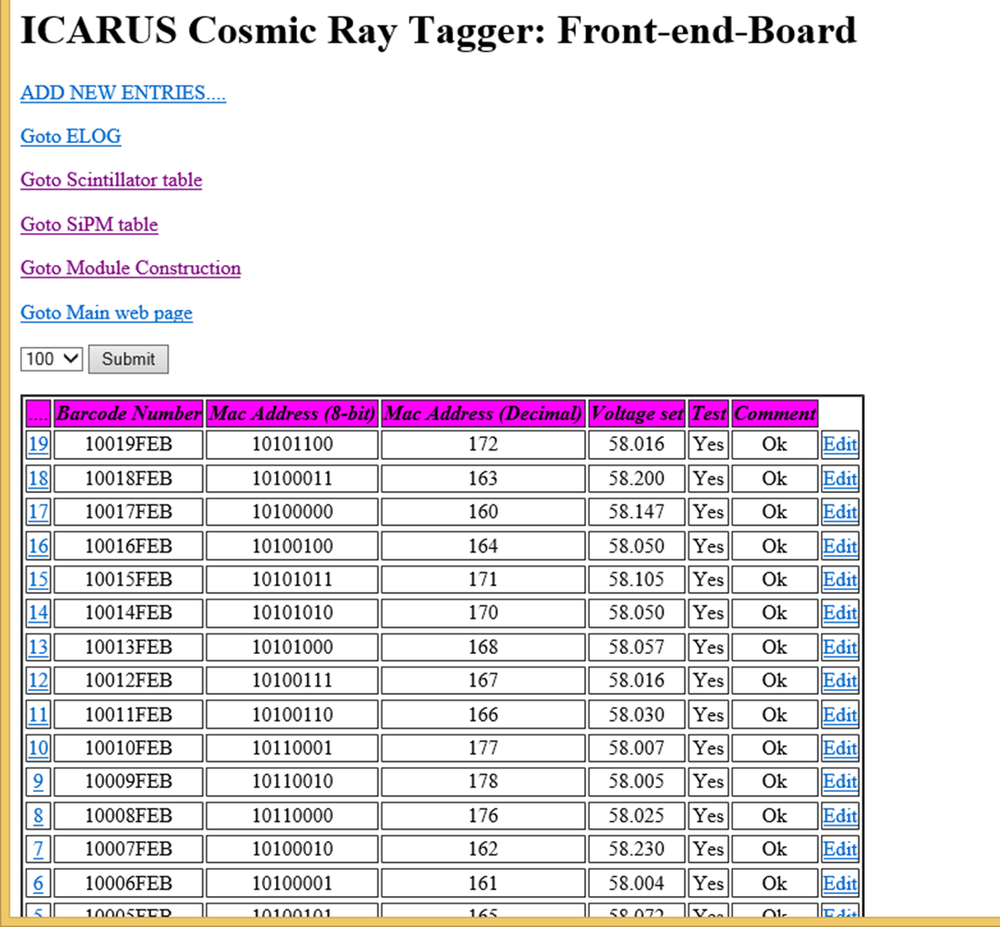 ICARUS Cosmic Ray Tagger: Front-end-Board
ADD NEW ENTRIES....
Goto ELOG
Goto Scintillator table
Goto SiPM table
Goto Module Construction
Goto Main web page
100 Submit
.... Barcode Number Mac Address (8-bit) Mac Address (Decimal) Voltage set Test Comment
19 10019FEB 10101100 172 58.016 Yes Ok Edit
18 10018FEB 10100011 163 58.200 Yes Ok Edit
17 10017FEB 10100000 160 58.147 Yes Ok Edit
16 10016FEB 10100100 164 58.050 Yes Ok Edit
15 10015FEB 10101011 171 58.105 Yes Ok Edit
14 10014FEB 10101010 170 58.050 Yes Ok Edit
13 10013FEB 10101000 168 58.057 Yes Ok Edit
12 10012FEB 10100111 167 58.016 Yes Ok Edit
11 10011FEB 10100110 166 58.030 Yes Ok Edit
10 10010FEB 10110001 177 58.007 Yes Ok Edit
9 10009FEB 10110010 178 58.005 Yes Ok Edit
8 10008FEB 10110000 176 58.025 Yes Ok Edit
7 10007FEB 10100010 162 58.230 Yes Ok Edit
6 10006FEB 10100001 161 58.004 Yes Ok Edit
5 10005FEB 10100101 165 58.072 Yes Ok Edit